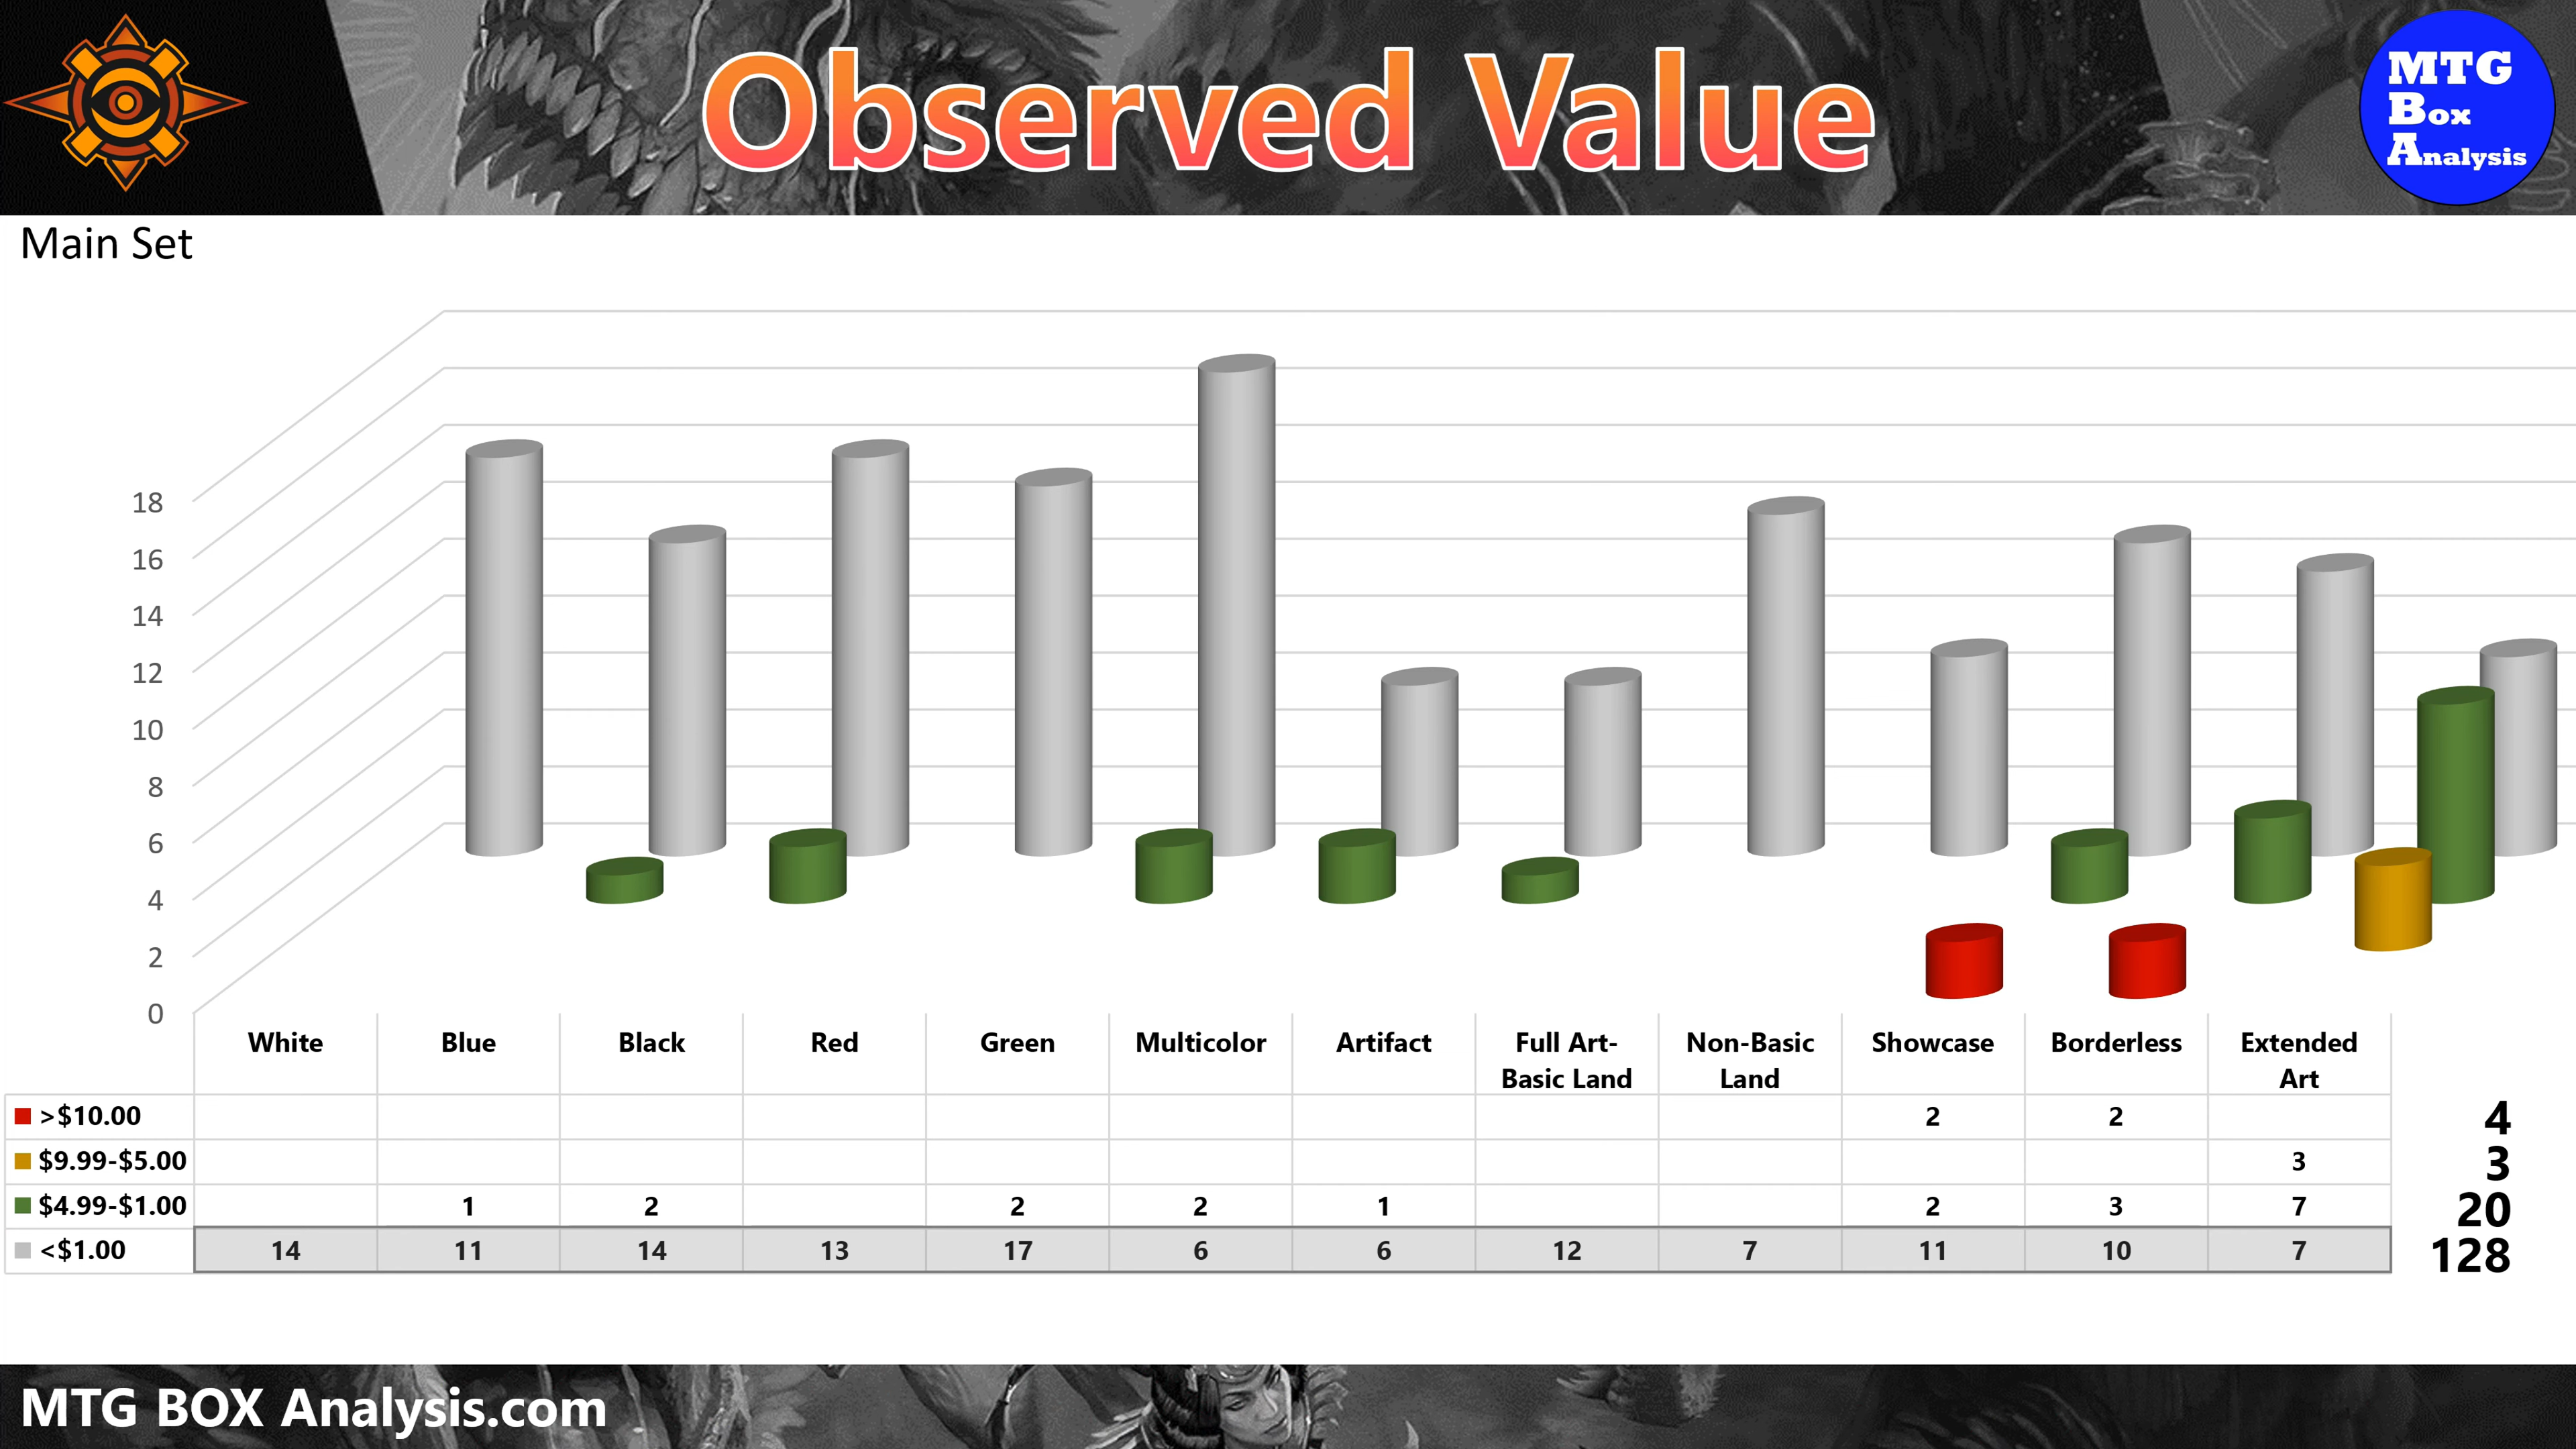 Observed Value
MTG
Box
Analysis
Main Set
18
16
14
12
10
8
6
4
2
0
White Blue Black Red Green Multicolor Artifact Full Art- Non-Basic Showcase Borderless Extended
Basic Land Land Art
>$10.00 2 2 4
$9.99-$5.00 3 3
$4.99-$1.00 1 2 2 2 1 2 3 7 20
<$1.00 14 11 14 13 17 6 6 12 7 11 10 7 128
MTG BOX Analysis.com